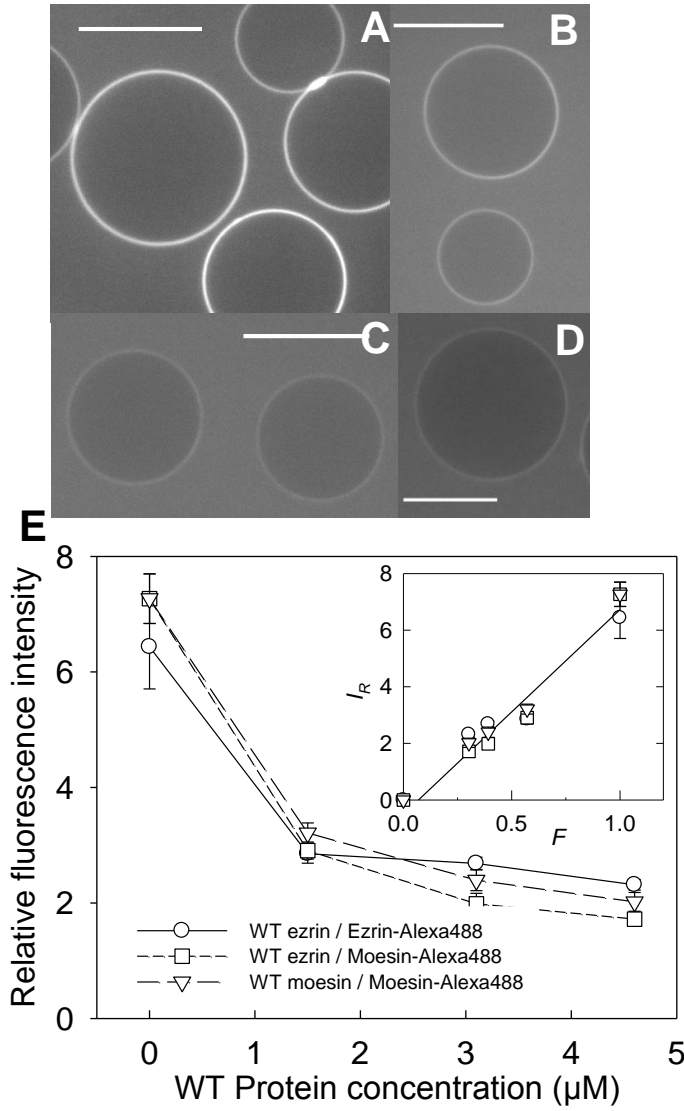 A
B
C
D
E
8
6
4
2
0
Relative fluorescence intensity
0
1
2
3
4
5
WT Protein concentration (µM)
WT ezrin / Ezrin-Alexa488
WT ezrin / Moesin-Alexa488
WT moesin / Moesin-Alexa488
8
6
4
2
0
I_R
0.0
0.5
1.0
F